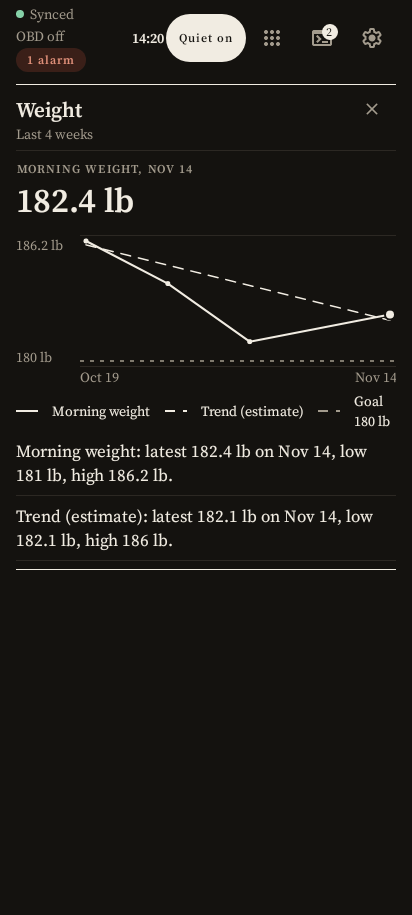 Synced
OBD off
1 alarm
14:20
Quiet on
2
Weight
Last 4 weeks
MORNING WEIGHT, NOV 14
182.4 lb
186.2 lb
180 lb
Oct 19
Nov 14
Morning weight
Trend (estimate)
Goal
180 lb
Morning weight: latest 182.4 lb on Nov 14, low
181 lb, high 186.2 lb.
Trend (estimate): latest 182.1 lb on Nov 14, low
182.1 lb, high 186 lb.